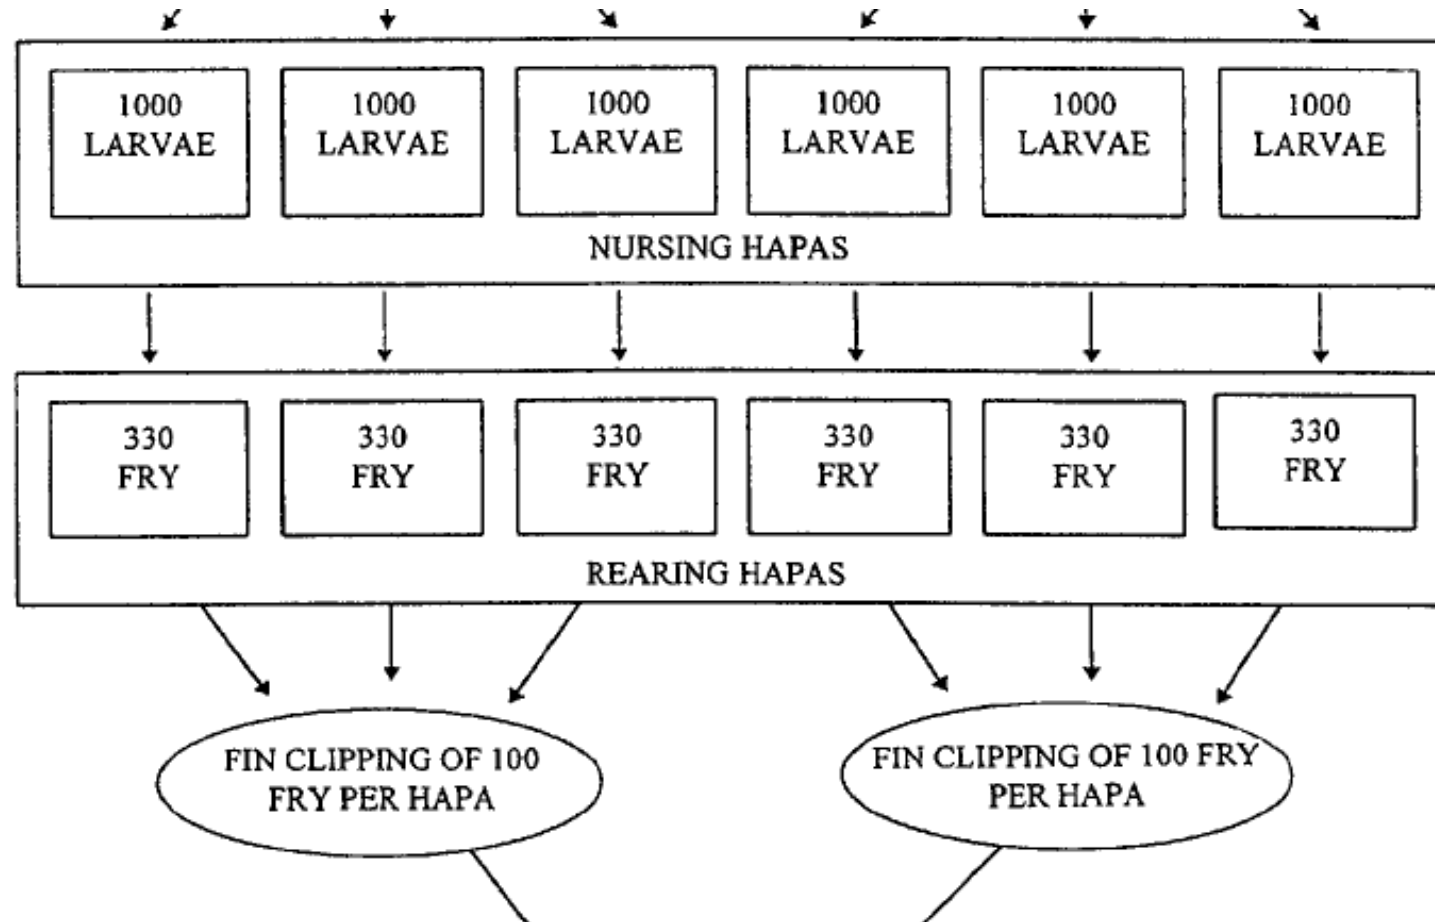 1000
LARVAE
1000
LARVAE
1000
LARVAE
1000
LARVAE
1000
LARVAE
1000
LARVAE
NURSING HAPAS
330
FRY
330
FRY
330
FRY
330
FRY
330
FRY
330
FRY
REARING HAPAS
FIN CLIPPING OF 100
FRY PER HAPA
FIN CLIPPING OF 100 FRY
PER HAPA